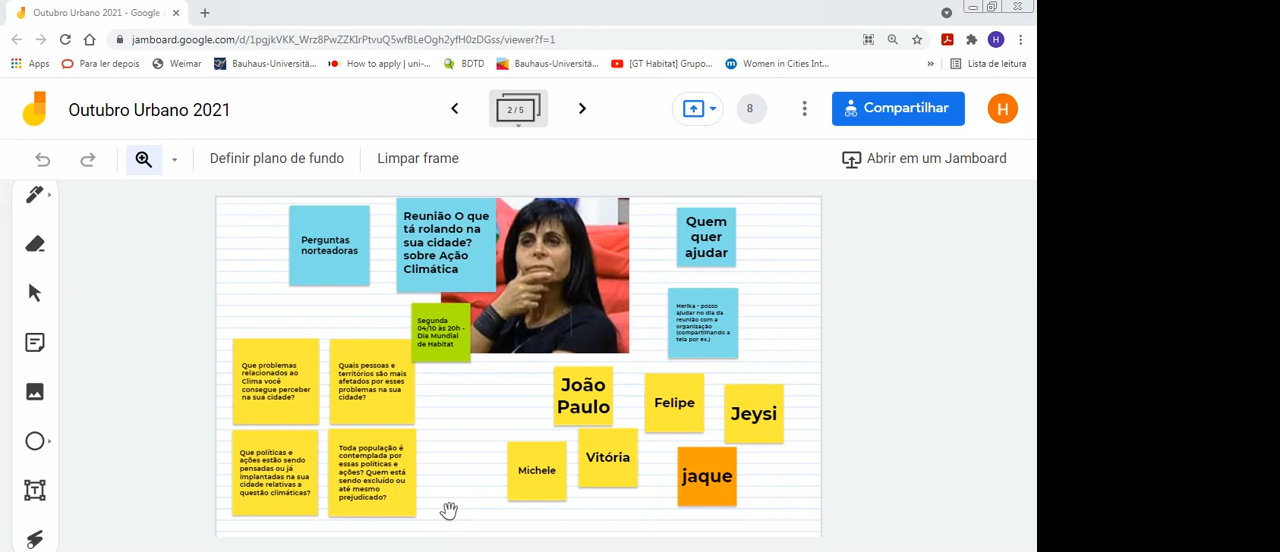 Outubro Urbano 2021 - Google J
jamboard.google.com/d/1pgjkVKK_Wrz8PwZZKIrPtvuQ5wfBLeOgh2yfH0zDGss/viewer?f=1
H
Apps
Para ler depois
Weimar
Bauhaus-Universitä...
How to apply | uni-...
BDTD
Bauhaus-Universitä...
[GT Habitat] Grupo...
Women in Cities Int...
»
Lista de leitura
Outubro Urbano 2021
2 / 5
8
Compartilhar
H
Definir plano de fundo
Limpar frame
Abrir em um Jamboard
Perguntas
norteadoras
Reunião O que
tá rolando na
sua cidade?
sobre Ação
Climática
Quem
quer
ajudar
Segunda
04/10 às 20h -
Dia Mundial
de Habitat
Herika - posso
ajudar no dia da
reunião com a
organização
(compartilhando a
tela por ex.)
Que problemas
relacionados ao
Clima você
consegue perceber
na sua cidade?
Quais pessoas e
territórios são mais
afetados por esses
problemas na sua
cidade?
Que políticas e
ações estão sendo
pensadas ou já
implantadas na sua
cidade relativas a
questão climáticas?
Toda população é
contemplada por
essas políticas e
ações? Quem está
sendo excluído ou
até mesmo
prejudicado?
João
Paulo
Felipe
Jeysi
Michele
Vitória
jaque